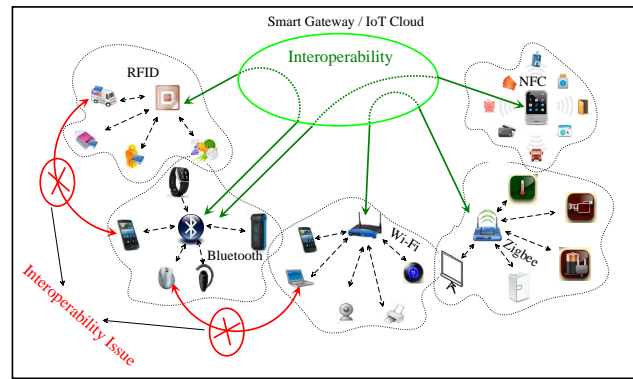 Smart Gateway / IoT Cloud
Interoperability
RFID
NFC
Wi-Fi
Bluetooth
Zigbee
Interoperability Issue